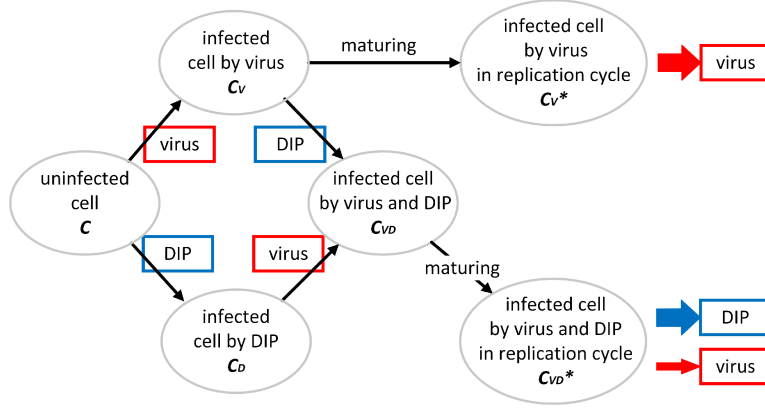 infected
cell by virus
Cv
maturing
infected cell
by virus
in replication cycle
Cv*
virus
virus
DIP
uninfected
cell
C
infected cell
by virus and DIP
CVD
DIP
virus
maturing
infected
cell by DIP
CD
infected cell
by virus and DIP
in replication cycle
CVD*
DIP
virus